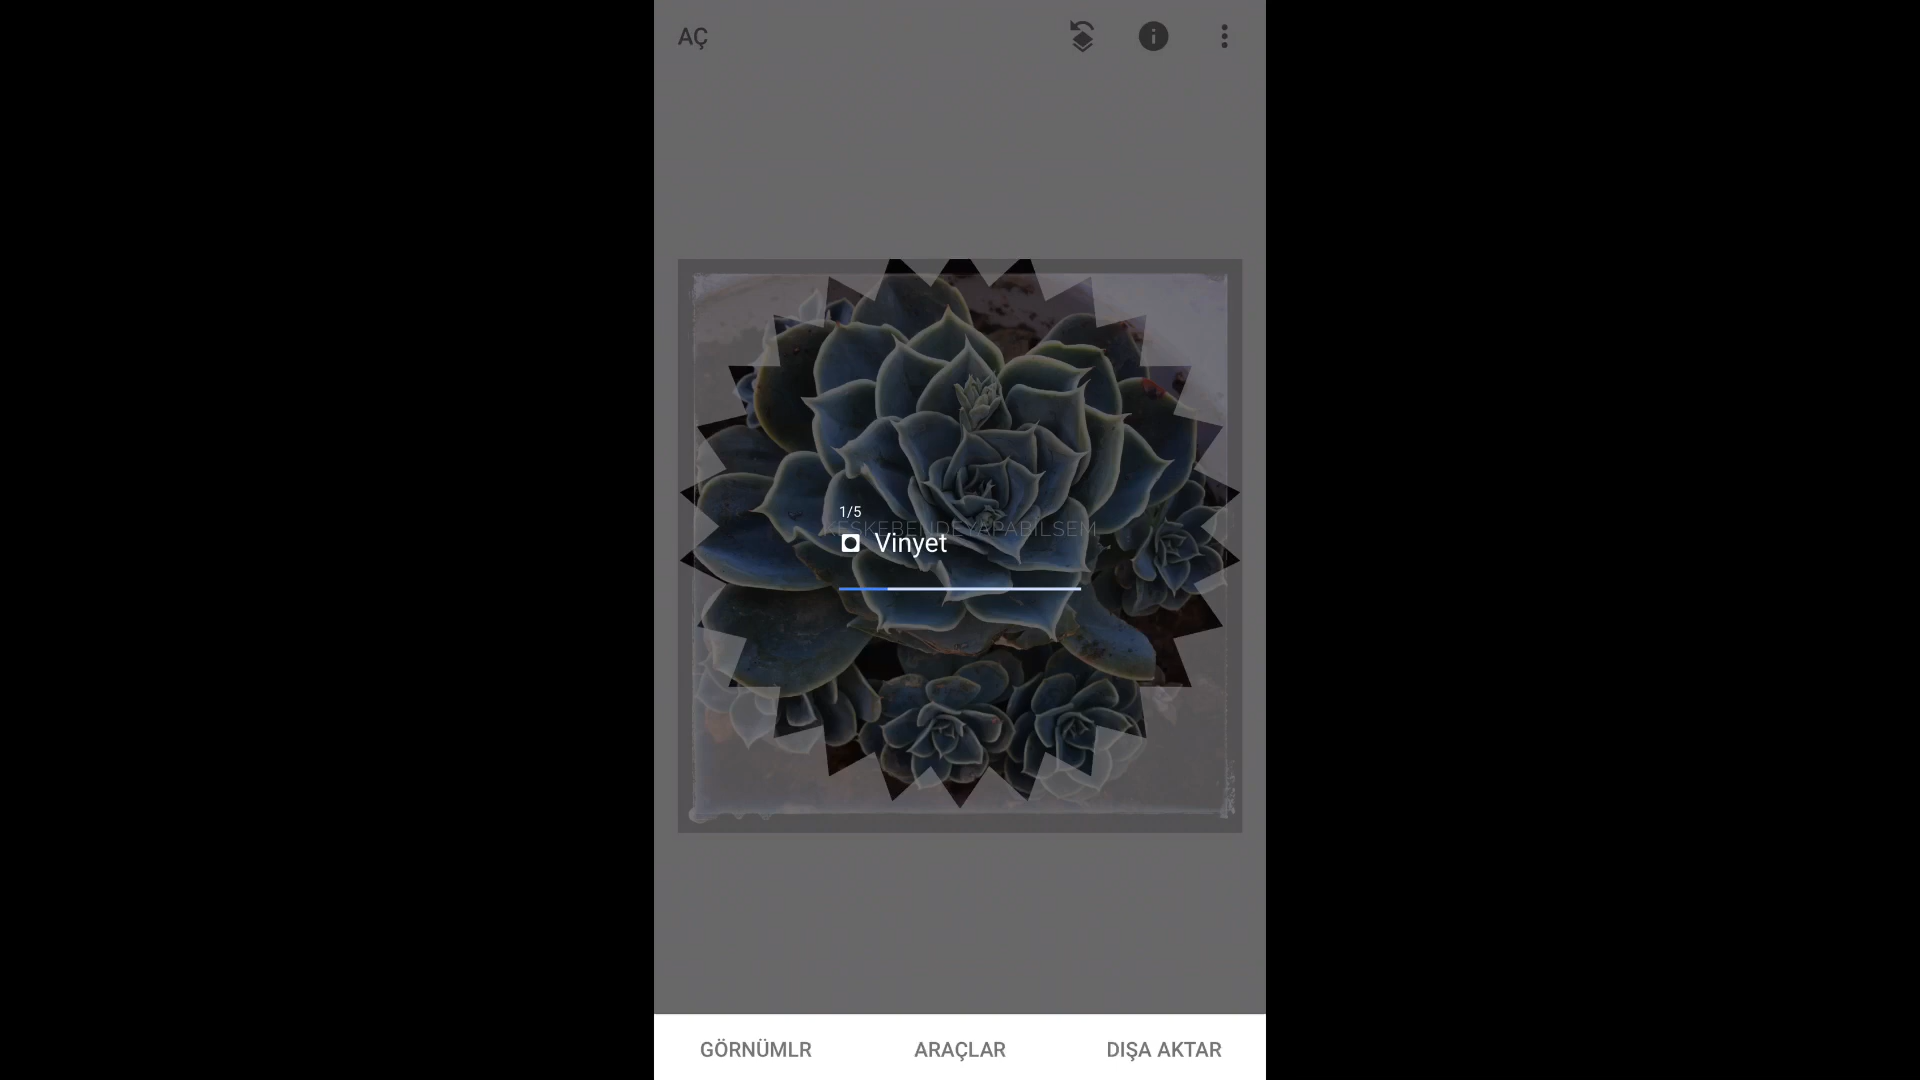 AÇ
1/5
KESKEBENDEYAPABILSEM
Vinyet
GÖRNÜMLR
ARAÇLAR
DIŞA AKTAR